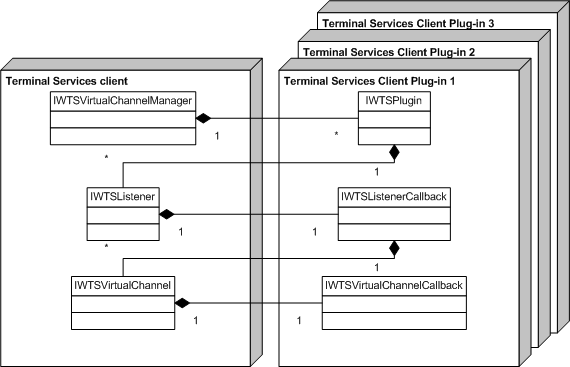 Terminal Services Client Plug-in 3
Terminal Services Client Plug-in 2
Terminal Services client
Terminal Services Client Plug-in 1
IWTSVirtualChannelManager
IWTSPlugin
1
*
*
1
IWTSListener
IWTSListenerCallback
1
1
*
1
IWTSVirtualChannel
IWTSVirtualChannelCallback
1
1